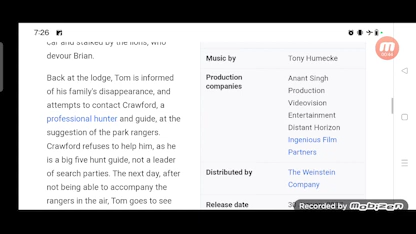 7:26
car and stalked by the lions, who
devour Brian.
Back at the lodge, Tom is informed
of his family's disappearance, and
attempts to contact Crawford, a
professional hunter and guide, at the
suggestion of the park rangers.
Crawford refuses to help him, as he
is a big five hunt guide, not a leader
of search parties. The next day, after
not being able to accompany the
rangers in the air, Tom goes to see
Music by
Tony Humecke
Production
companies
Anant Singh
Production
Videovision
Entertainment
Distant Horizon
Ingenious Film
Partners
Distributed by
The Weinstein
Company
Release date
Recorded by
Mobizen